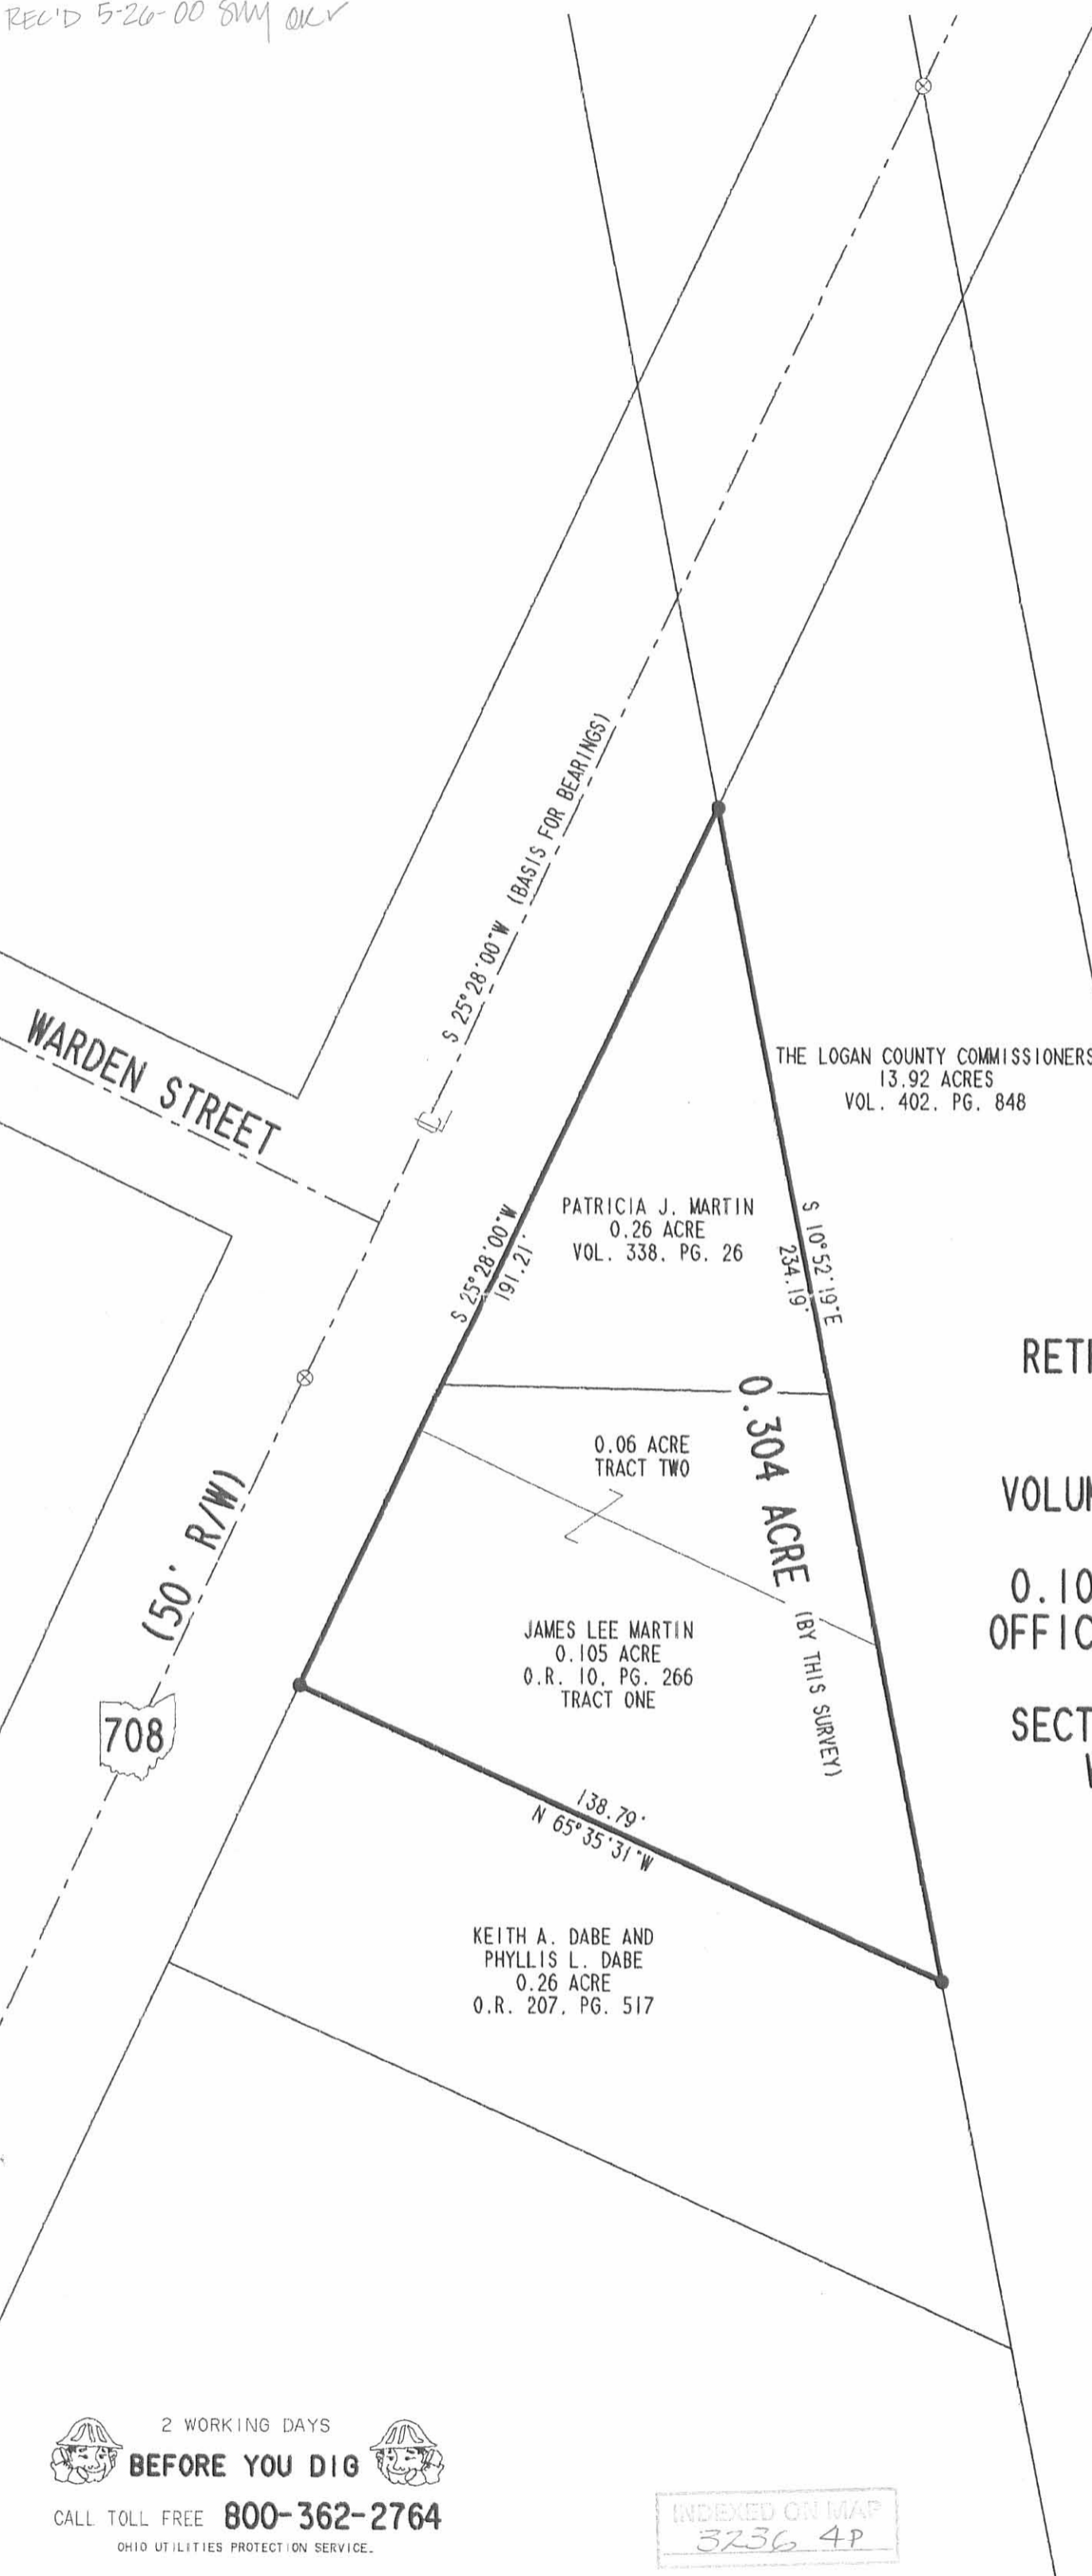 REC'D 5-26-00 SMY OK✓
S 25°28'00"W (BASIS FOR BEARINGS)
WARDEN STREET
THE LOGAN COUNTY COMMISSIONERS
13.92 ACRES
VOL. 402, PG. 848
PATRICIA J. MARTIN
0.26 ACRE
VOL. 338, PG. 26
S 25°28'00"W
191.21'
S 10°52'19"E
234.19'
RETI
0.304 ACRE (BY THIS SURVEY)
0.06 ACRE
TRACT TWO
VOLUM
(50' R/W)
0.10
OFFIC
JAMES LEE MARTIN
0.105 ACRE
O.R. 10, PG. 266
TRACT ONE
708
SECT
138.79'
N 65°35'31"W
KEITH A. DABE AND
PHYLLIS L. DABE
0.26 ACRE
O.R. 207, PG. 517
2 WORKING DAYS
BEFORE YOU DIG
CALL TOLL FREE 800-362-2764
OHIO UTILITIES PROTECTION SERVICE.
INDEXED ON MAP
3236 4P